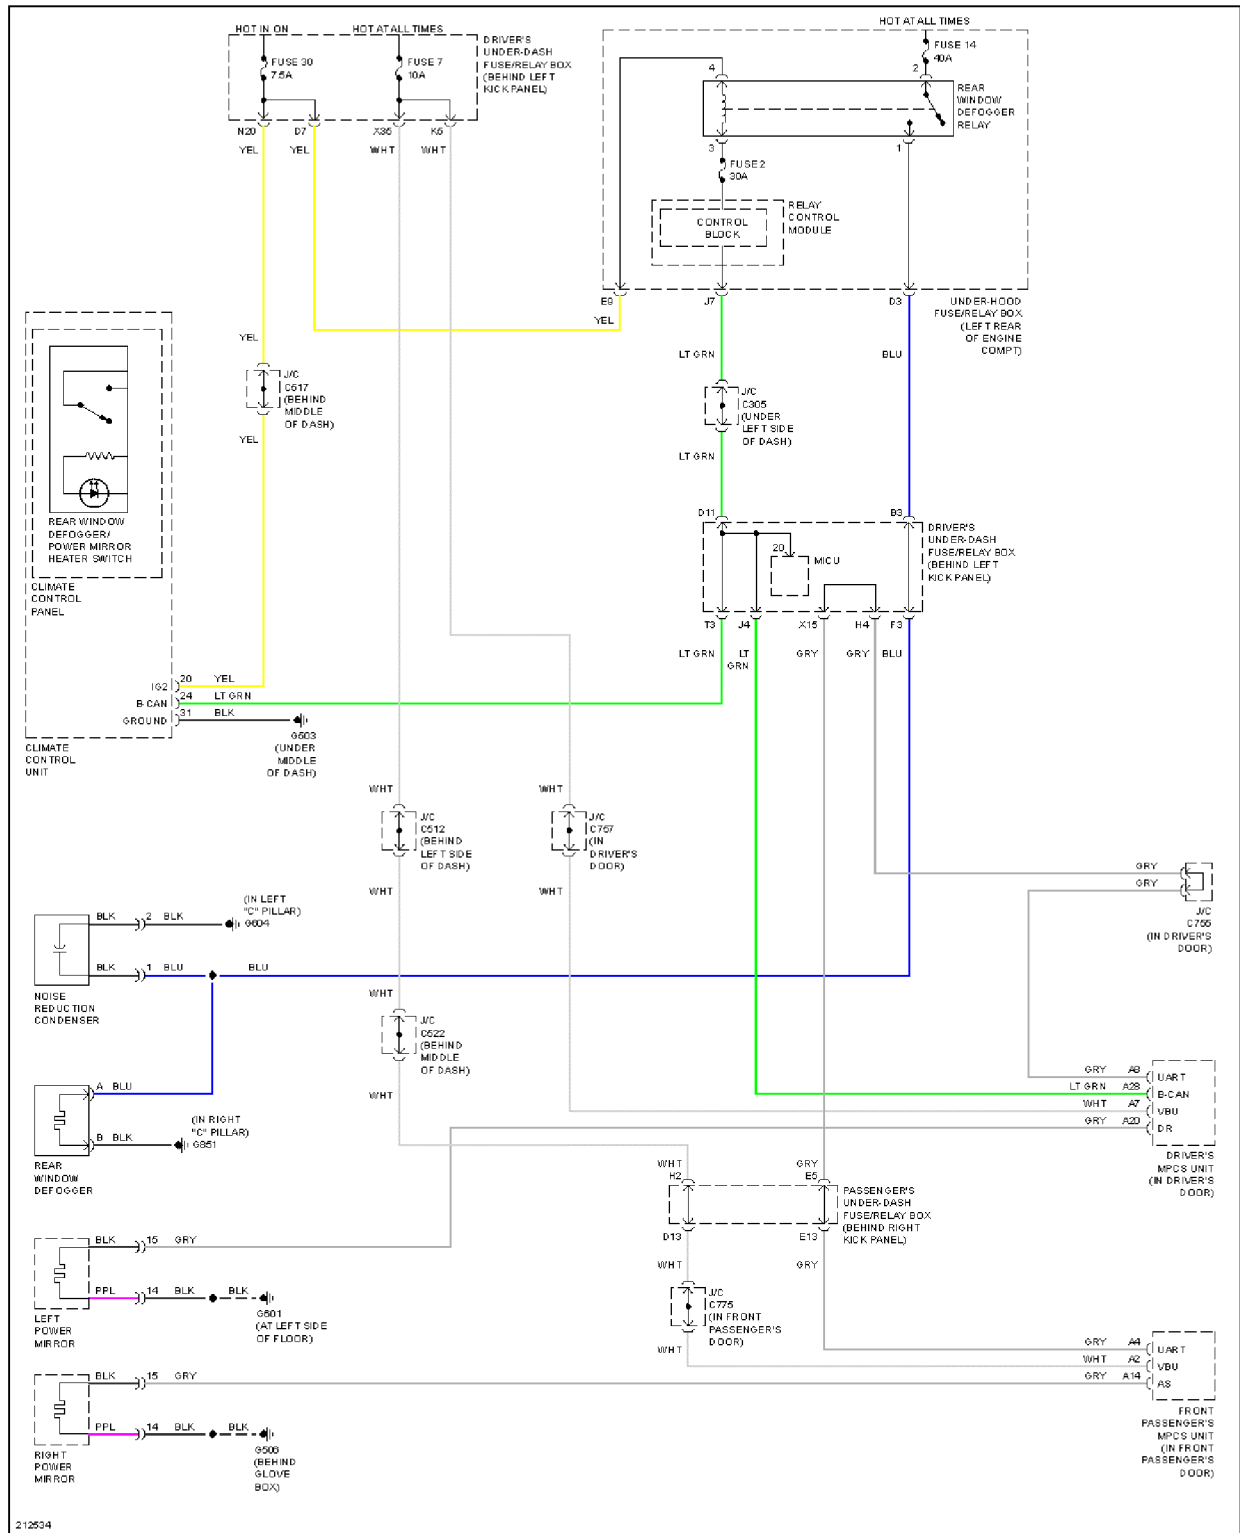 HOT IN ON
HOT AT ALL TIMES
DRIVER'S
UNDER-DASH
FUSE/RELAY BOX
(BEHIND LEFT
KICK PANEL)
FUSE 30
7.5A
FUSE 7
10A
N20
D7
X36
K5
YEL
YEL
WHT
WHT
HOT AT ALL TIMES
FUSE 14
40A
4
2
REAR
WINDOW
DEFOGGER
RELAY
3
1
FUSE 2
30A
RELAY
CONTROL
MODULE
CONTROL
BLOCK
E9
J7
D3
UNDER-HOOD
FUSE/RELAY BOX
(LEFT REAR
OF ENGINE
COMPT)
YEL
YEL
LT GRN
BLU
J/C
C517
(BEHIND
MIDDLE
OF DASH)
YEL
J/C
C305
(UNDER
LEFT SIDE
OF DASH)
LT GRN
REAR WINDOW
DEFOGGER/
POWER MIRROR
HEATER SWITCH
CLIMATE
CONTROL
PANEL
D11
B3
DRIVER'S
UNDER-DASH
FUSE/RELAY BOX
(BEHIND LEFT
KICK PANEL)
20
MICU
T3
J4
X15
H4
F3
LT GRN
LT
GRN
GRY
GRY
BLU
IG2
20
YEL
B-CAN
24
LT GRN
GROUND
31
BLK
G503
(UNDER
MIDDLE
OF DASH)
CLIMATE
CONTROL
UNIT
WHT
WHT
J/C
C512
(BEHIND
LEFT SIDE
OF DASH)
J/C
C757
(IN
DRIVER'S
DOOR)
WHT
WHT
GRY
GRY
J/C
C755
(IN DRIVER'S
DOOR)
(IN LEFT
"C" PILLAR)
G604
BLK
2
BLK
BLK
1
BLU
BLU
NOISE
REDUCTION
CONDENSER
WHT
J/C
C522
(BEHIND
MIDDLE
OF DASH)
WHT
A
BLU
(IN RIGHT
"C" PILLAR)
G651
B
BLK
REAR
WINDOW
DEFOGGER
GRY
A8
UART
LT GRN
A28
B-CAN
WHT
A7
VBU
GRY
A20
DR
DRIVER'S
MPCS UNIT
(IN DRIVER'S
DOOR)
WHT
H2
GRY
E5
PASSENGER'S
UNDER-DASH
FUSE/RELAY BOX
(BEHIND RIGHT
KICK PANEL)
D13
E13
WHT
GRY
BLK
15
GRY
PPL
14
BLK
BLK
G601
(AT LEFT SIDE
OF FLOOR)
LEFT
POWER
MIRROR
J/C
C775
(IN FRONT
PASSENGER'S
DOOR)
WHT
GRY
A4
UART
WHT
A2
VBU
GRY
A14
AS
FRONT
PASSENGER'S
MPCS UNIT
(IN FRONT
PASSENGER'S
DOOR)
BLK
15
GRY
PPL
14
BLK
BLK
G506
(BEHIND
GLOVE
BOX)
RIGHT
POWER
MIRROR
212534